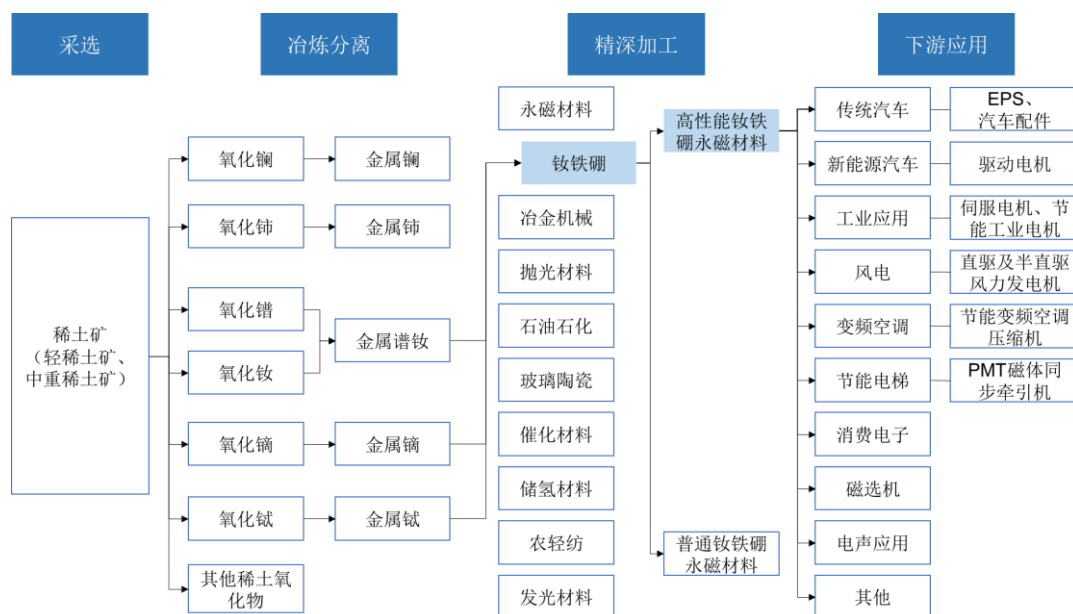 采选
冶炼分离
精深加工
下游应用
稀土矿
（轻稀土矿、
中重稀土矿）
氧化镧
氧化铈
氧化镨
氧化钕
氧化镝
氧化铽
其他稀土氧
化物
金属镧
金属铈
金属谱钕
金属镝
金属铽
永磁材料
钕铁硼
冶金机械
抛光材料
石油石化
玻璃陶瓷
催化材料
储氢材料
农轻纺
发光材料
高性能钕铁
硼永磁材料
普通钕铁硼
永磁材料
传统汽车
新能源汽车
工业应用
风电
变频空调
节能电梯
消费电子
磁选机
电声应用
其他
EPS、
汽车配件
驱动电机
伺服电机、节
能工业电机
直驱及半直驱
风力发电机
节能变频空调
压缩机
PMT磁体同
步牵引机